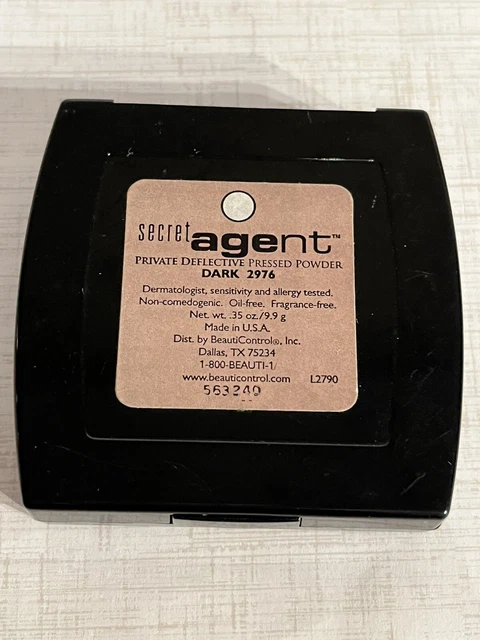 secret agent™
PRIVATE DEFLECTIVE PRESSED POWDER
DARK 2976
Dermatologist, sensitivity and allergy tested.
Non-comedogenic. Oil-free. Fragrance-free.
Net. wt. .35 oz./9.9 g
Made in U.S.A.
Dist. by BeautiControl®, Inc.
Dallas, TX 75234
1-800-BEAUTI-1
www.beauticontrol.com L2790
563240